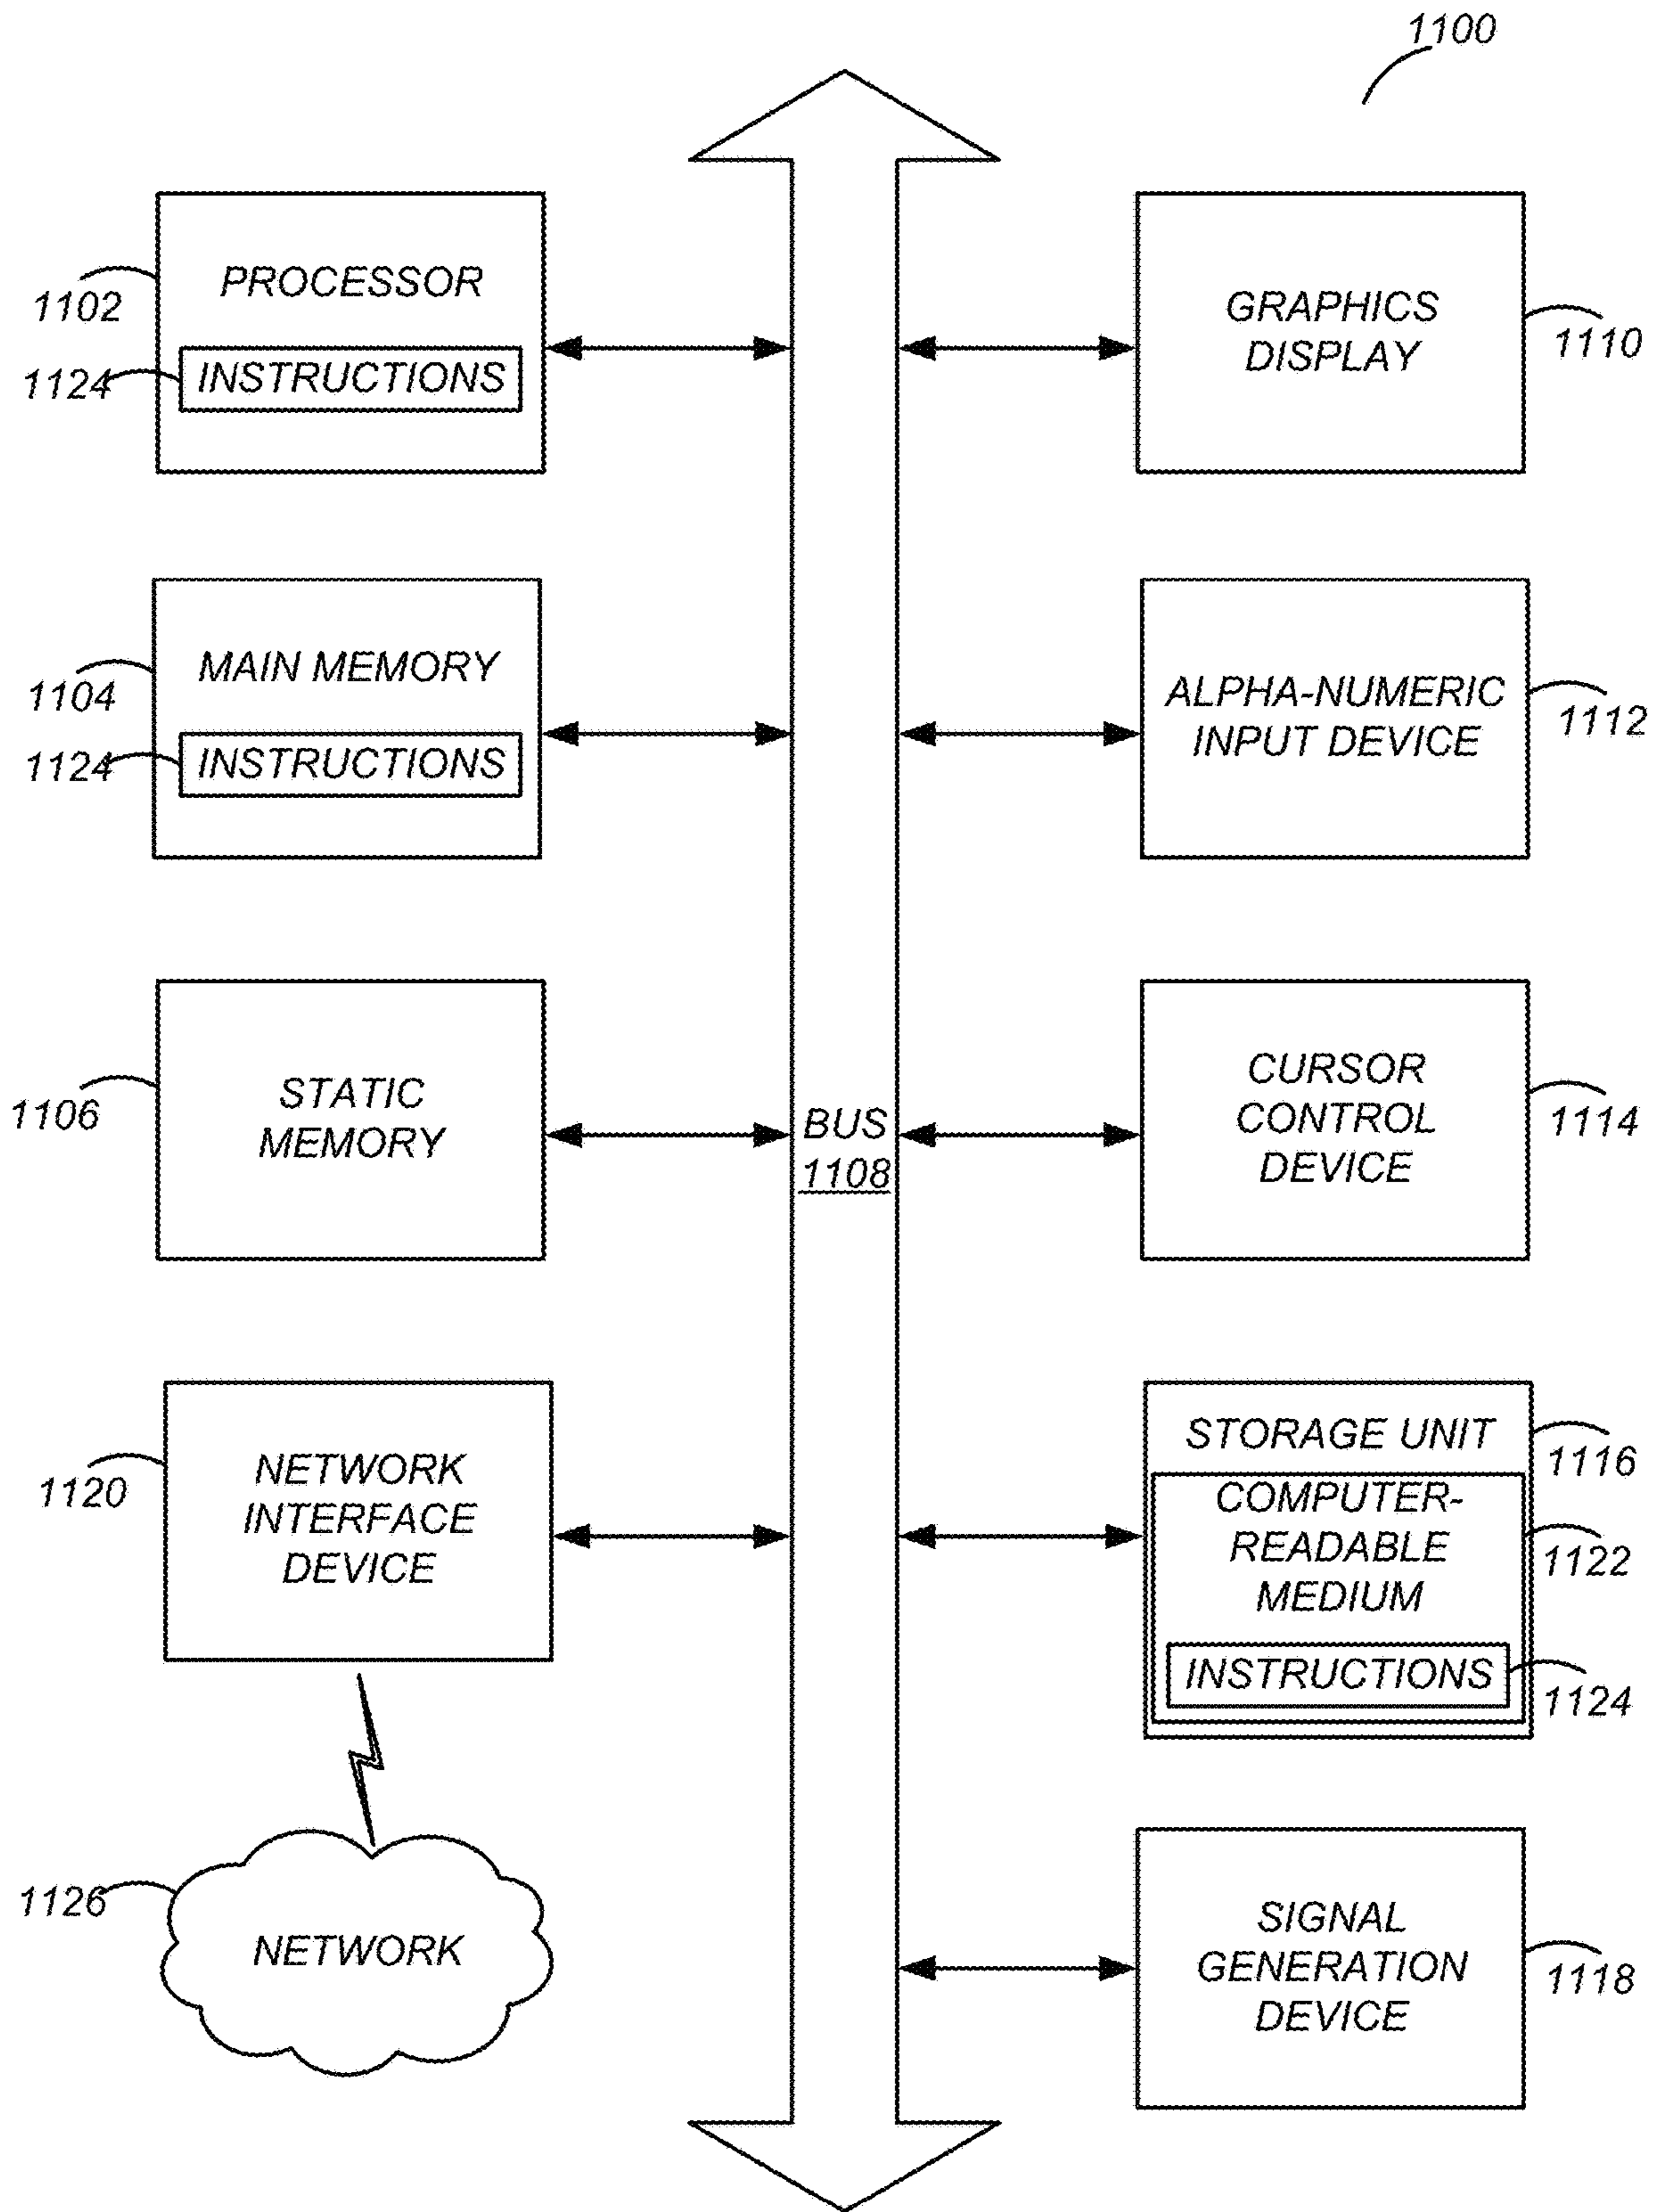 1100
PROCESSOR
1102
INSTRUCTIONS
1124
GRAPHICS
DISPLAY
1110
MAIN MEMORY
1104
INSTRUCTIONS
1124
ALPHA-NUMERIC
INPUT DEVICE
1112
STATIC
MEMORY
1106
BUS
1108
CURSOR
CONTROL
DEVICE
1114
NETWORK
INTERFACE
DEVICE
1120
STORAGE UNIT
1116
COMPUTER-
READABLE
MEDIUM
1122
INSTRUCTIONS
1124
1126
NETWORK
SIGNAL
GENERATION
DEVICE
1118